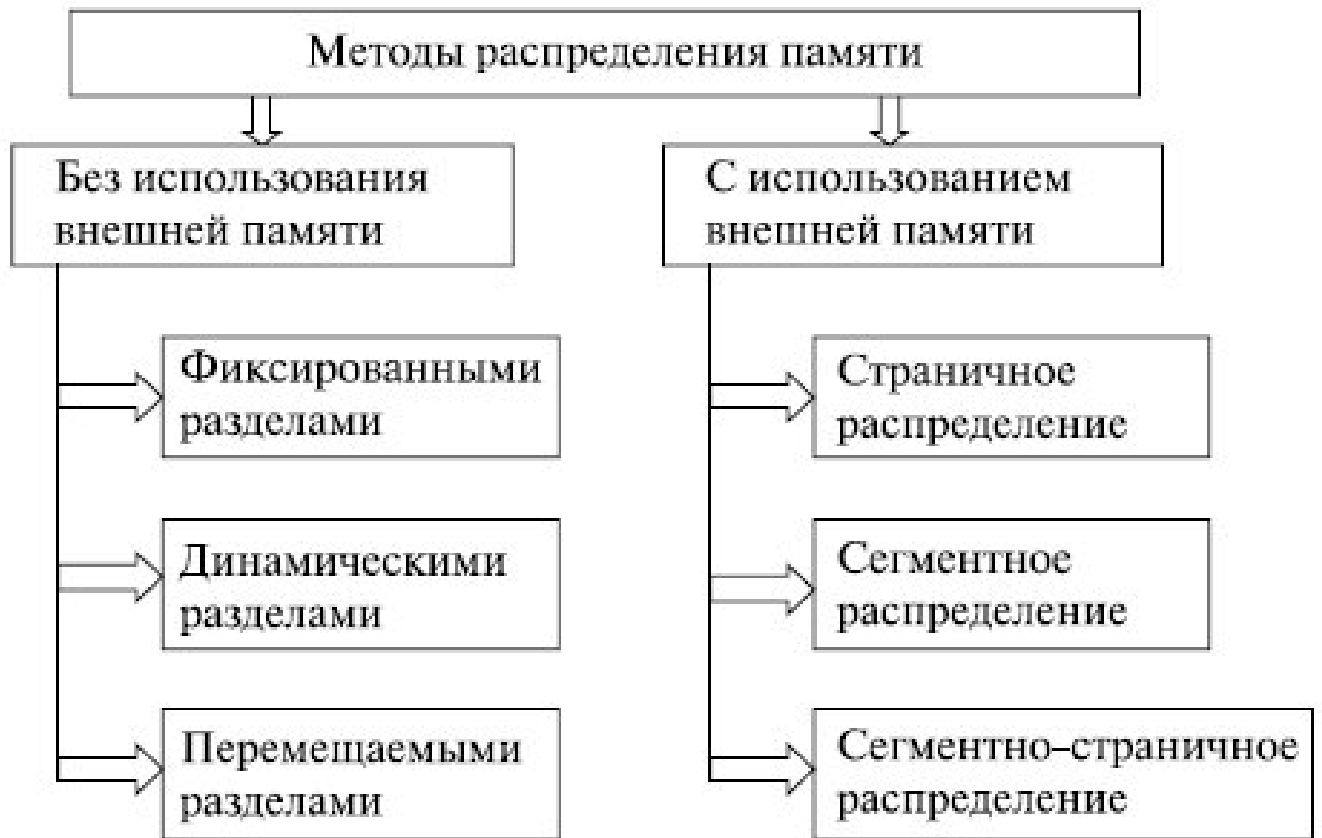 Методы распределения памяти
Без использования
внешней памяти
Фиксированными
разделами
Динамическими
разделами
Перемещаемыми
разделами
С использованием
внешней памяти
Страничное
распределение
Сегментное
распределение
Сегментно–страничное
распределение